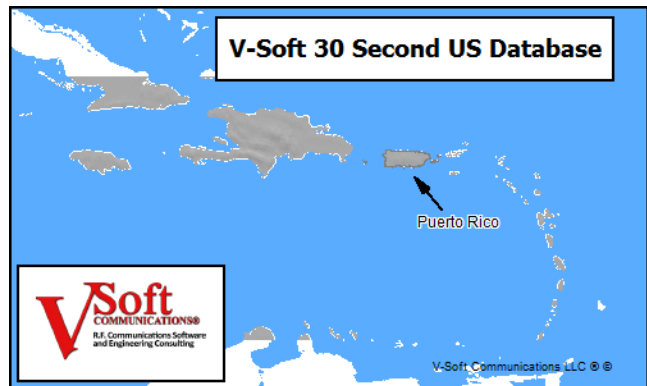 V-Soft 30 Second US Database
Puerto Rico
VSoft
COMMUNICATIONS®
R.F. Communications Software
and Engineering Consulting
V-Soft Communications LLC ® ®